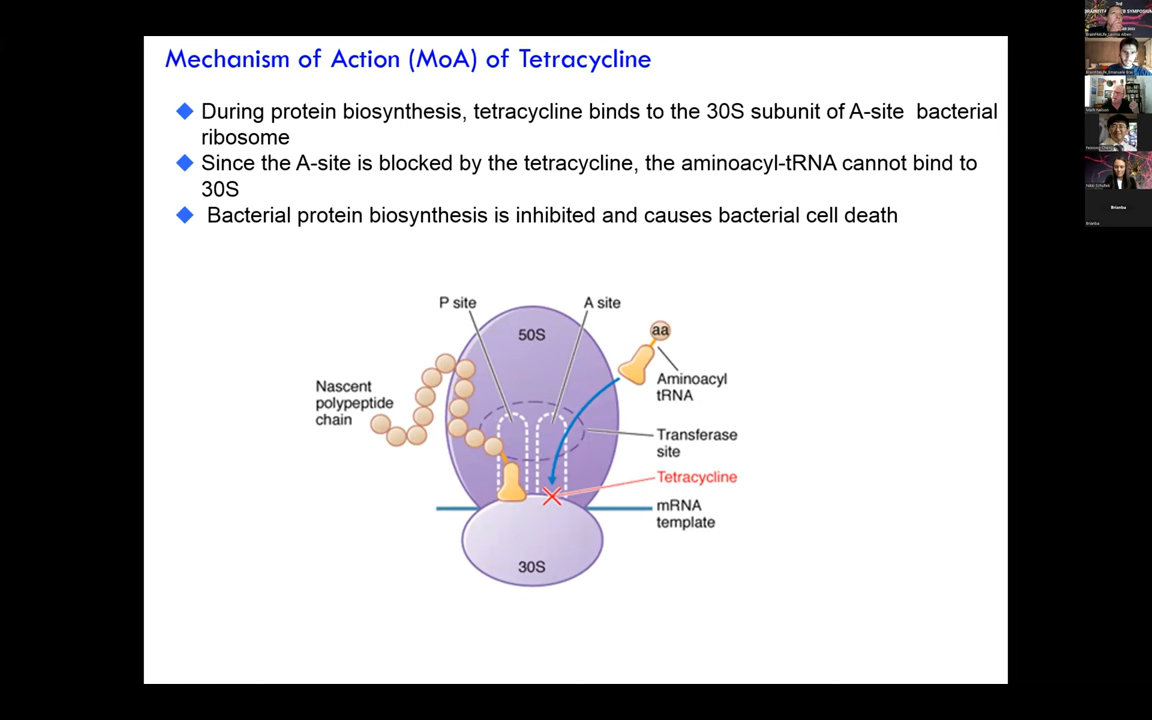 Mechanism of Action (MoA) of Tetracycline
During protein biosynthesis, tetracycline binds to the 30S subunit of A-site bacterial
ribosome
Since the A-site is blocked by the tetracycline, the aminoacyl-tRNA cannot bind to
30S
Bacterial protein biosynthesis is inhibited and causes bacterial cell death
P site
A site
50S
aa
Aminoacyl
tRNA
Nascent
polypeptide
chain
Transferase
site
Tetracycline
mRNA
template
30S
SYMPOSIUM
Brianba
Brianba